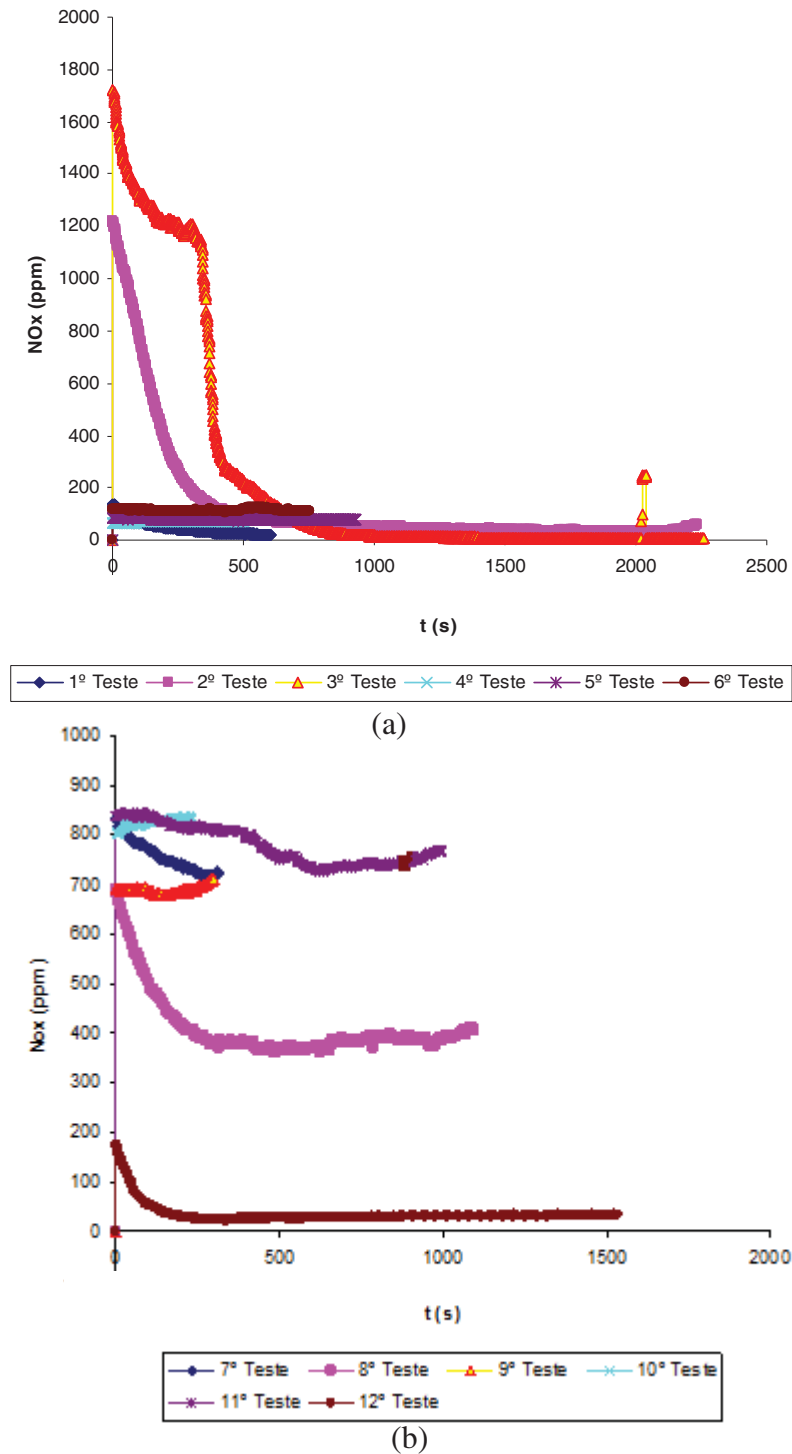 2000
1800
1600
1400
1200
1000
800
600
400
200
0
NOx (ppm)
0 500 1000 1500 2000 2500
t (s)
1º Teste 2º Teste 3º Teste 4º Teste 5º Teste 6º Teste
(a)
1000
900
800
700
600
500
400
300
200
100
0
Nox (ppm)
0 500 1000 1500 2000
t (s)
7º Teste 8º Teste 9º Teste 10º Teste
11º Teste 12º Teste
(b)